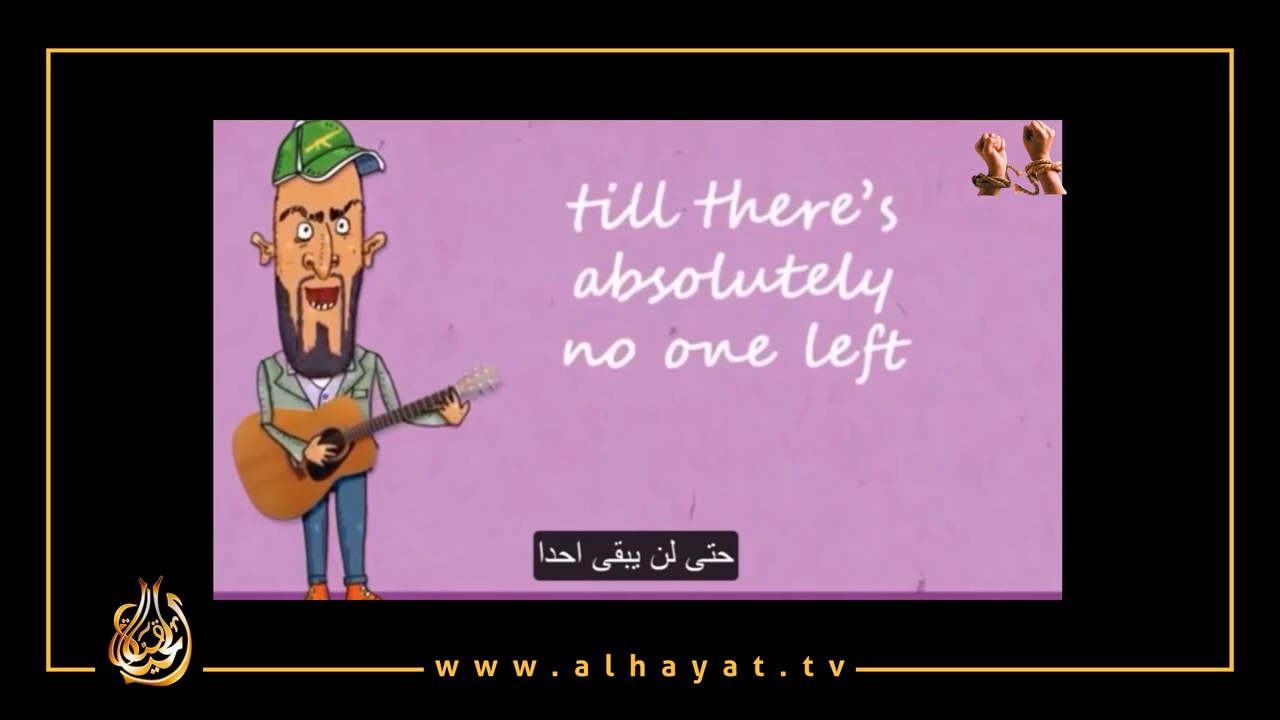 till there's
absolutely
no one left
حتى لن يبقى احدا
www.alhayat.tv